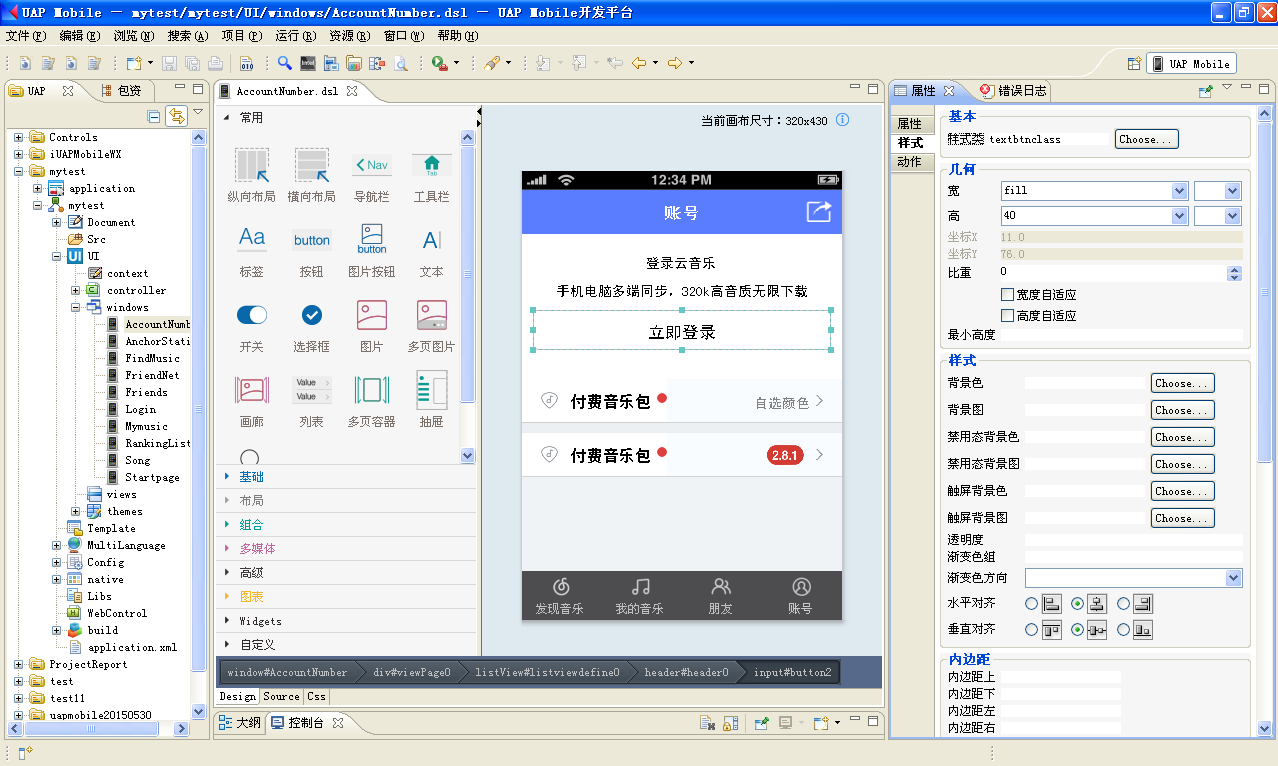 UAP Mobile — mytest/mytest/UI/windows/AccountNumber.dsl — UAP Mobile开发平台
文件(F) 编辑(E) 浏览(N) 搜索(A) 项目(P) 运行(R) 资源(R) 窗口(W) 帮助(H)
UAP Mobile
UAP 包资
Controls
iUAPMobileWX
mytest
application
mytest
Document
Src
UI
context
controller
windows
AccountNumb
AnchorStati
FindMusic
FriendNet
Friends
Login
Mymusic
RankingList
Song
Startpage
views
themes
Template
MultiLanguage
Config
native
Libs
WebControl
build
application.xml
ProjectReport
test
test11
uapmobile20150530
AccountNumber.dsl
常用
Nav Tab
纵向布局 横向布局 导航栏 工具栏
Aa button button A
标签 按钮 图片按钮 文本
开关 选择框 图片 多页图片
Value
Value
画廊 列表 多页容器 抽屉
基础
布局
组合
多媒体
高级
图表
Widgets
自定义
当前画布尺寸：320x430
12:34 PM
账号
登录云音乐
手机电脑多端同步，320k高音质无限下载
立即登录
付费音乐包 自选颜色
付费音乐包 2.8.1
发现音乐 我的音乐 朋友 账号
window#AccountNumber div#viewPage0 listView#listviewdefine0 header#header0 input#button2
Design Source Css
大纲 控制台
属性 错误日志
属性
样式
动作
基本
样式类 textbtnclass Choose...
几何
宽 fill
高 40
坐标X 11.0
坐标Y 76.0
比重 0
宽度自适应
高度自适应
最小高度
样式
背景色 Choose...
背景图 Choose...
禁用态背景色 Choose...
禁用态背景图 Choose...
触屏背景色 Choose...
触屏背景图 Choose...
透明度
渐变色组
渐变色方向
水平对齐
垂直对齐
内边距
内边距上
内边距下
内边距左
内边距右